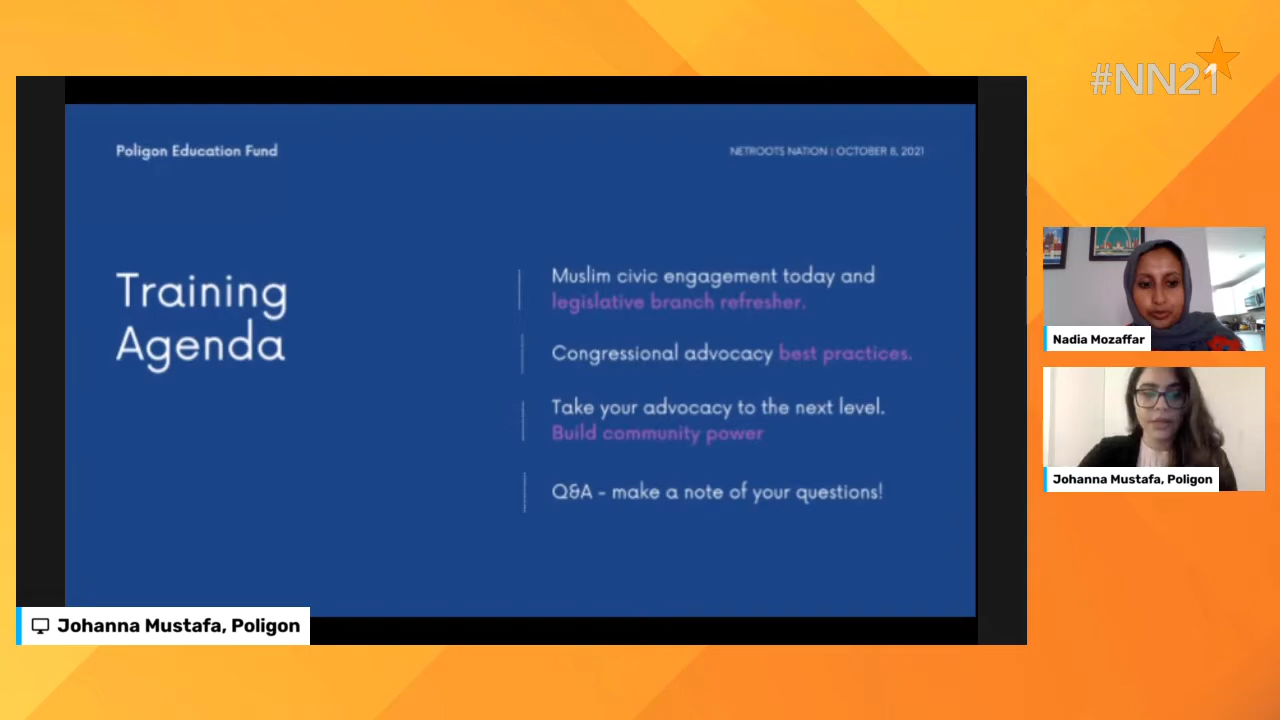 #NN21
Poligon Education Fund
NETROOTS NATION | OCTOBER 8, 2021
Training
Agenda
Muslim civic engagement today and
legislative branch refresher.
Congressional advocacy best practices.
Take your advocacy to the next level.
Build community power
Q&A - make a note of your questions!
Nadia Mozaffar
Johanna Mustafa, Poligon
Johanna Mustafa, Poligon